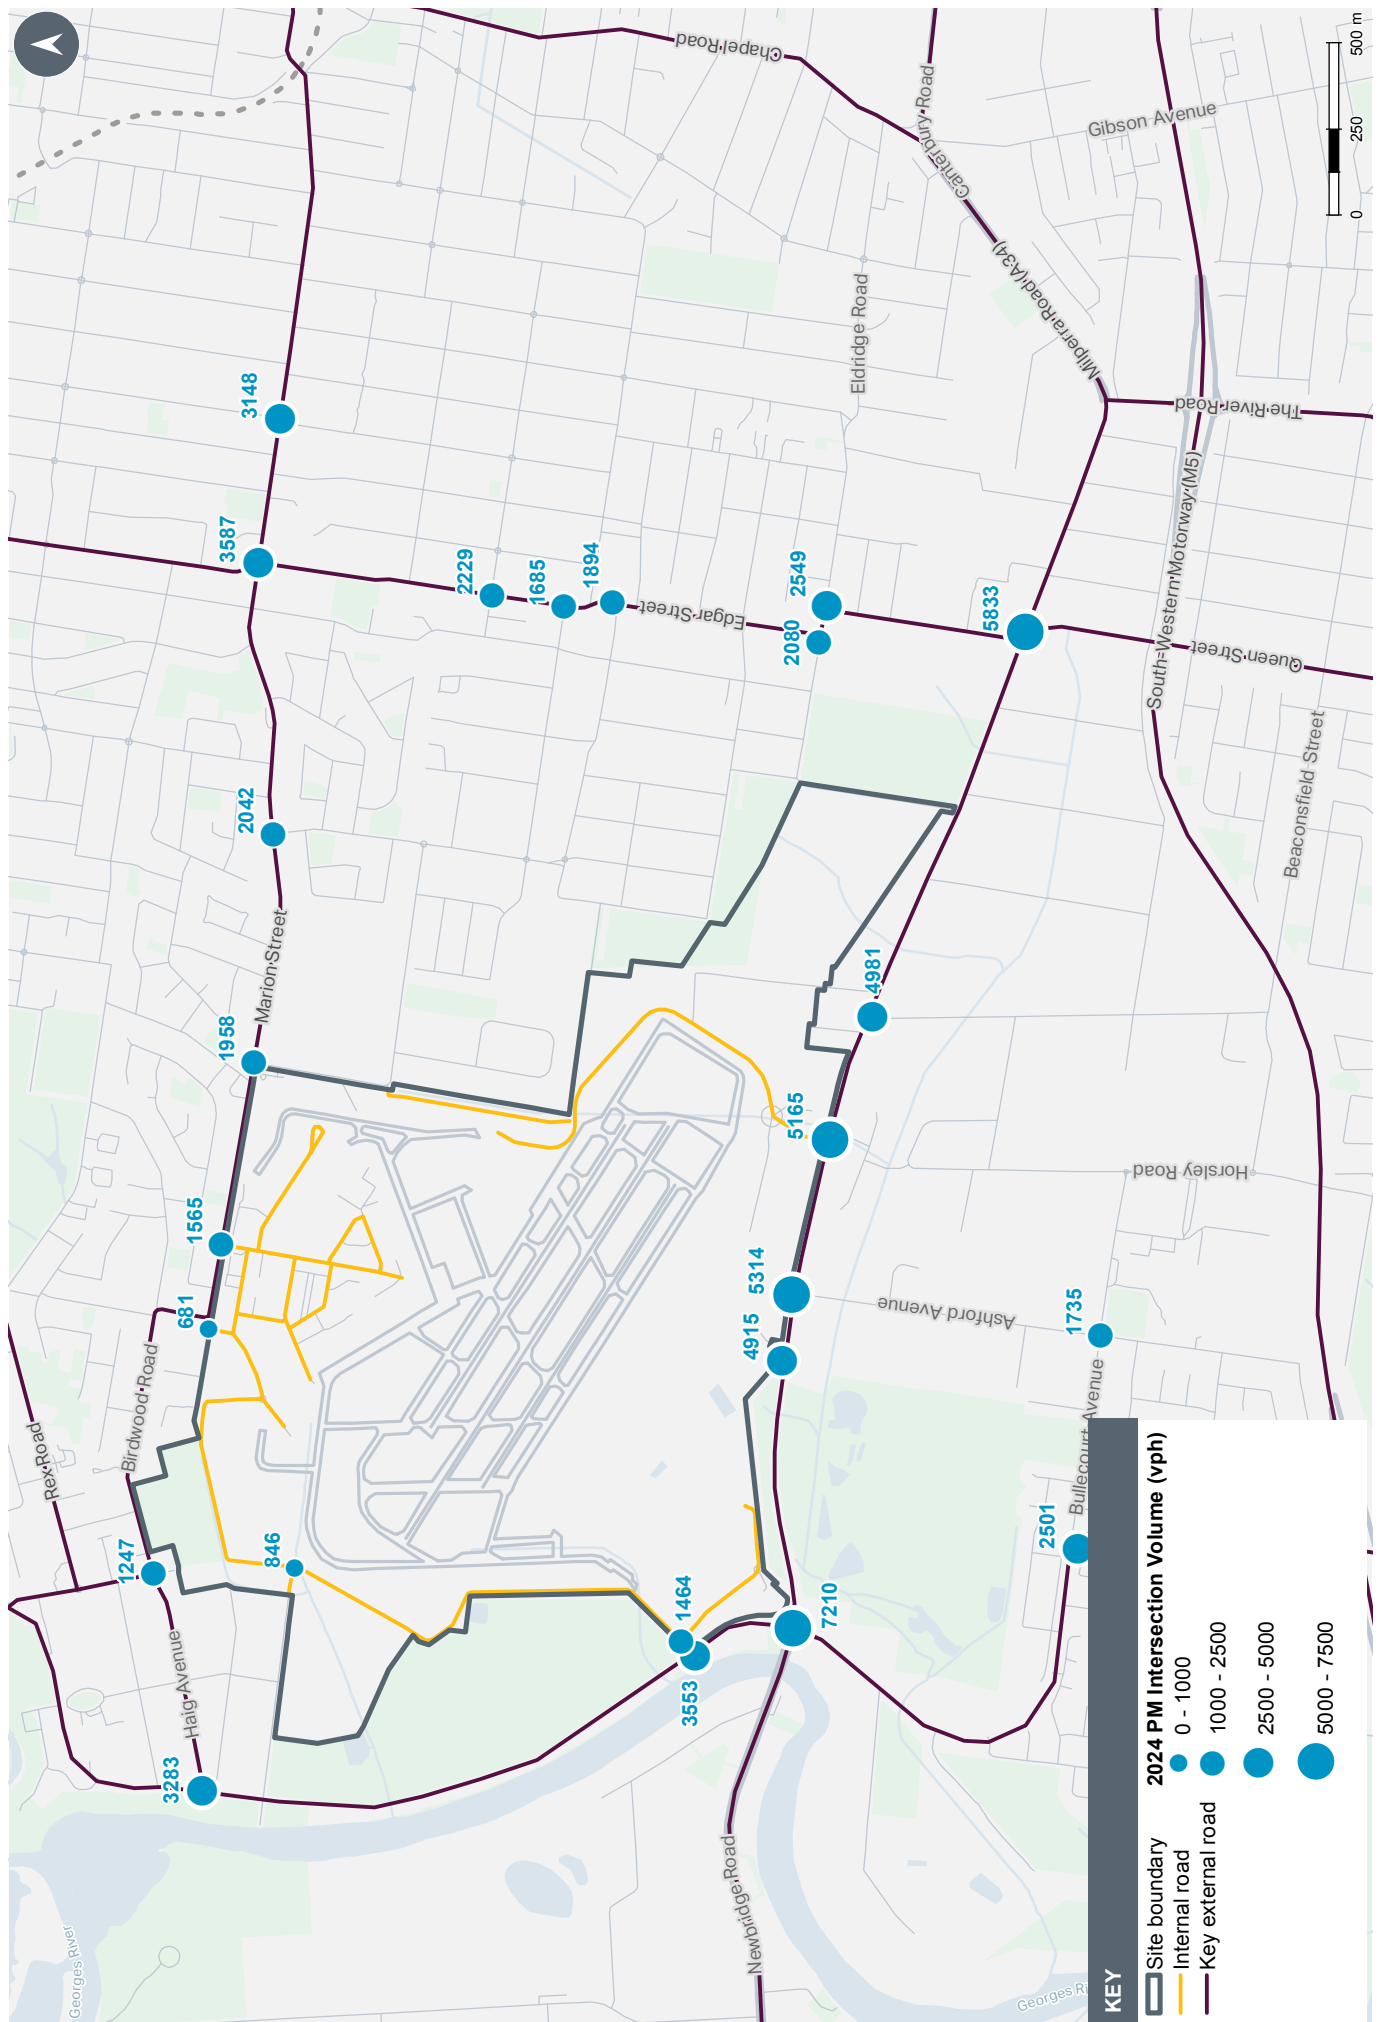 Chapel Road
Canterbury Road
Gibson Avenue
Milperra Road (A34)
Eldridge Road
The River Road
South-Western Motorway (M5)
Queen Street
Beaconsfield Street
Edgar Street
Marion Street
Horsley Road
Ashford Avenue
Bullecourt Avenue
Birdwood Road
Rex Road
Haig Avenue
Newbridge Road
Georges River
Georges Ri
3148
3587
2229
1685
1894
2549
2080
5833
2042
1958
4981
5165
1565
681
5314
4915
1735
2501
1247
846
1464
3553
7210
3283
0
250
500 m
KEY
Site boundary
Internal road
Key external road
2024 PM Intersection Volume (vph)
0 - 1000
1000 - 2500
2500 - 5000
5000 - 7500